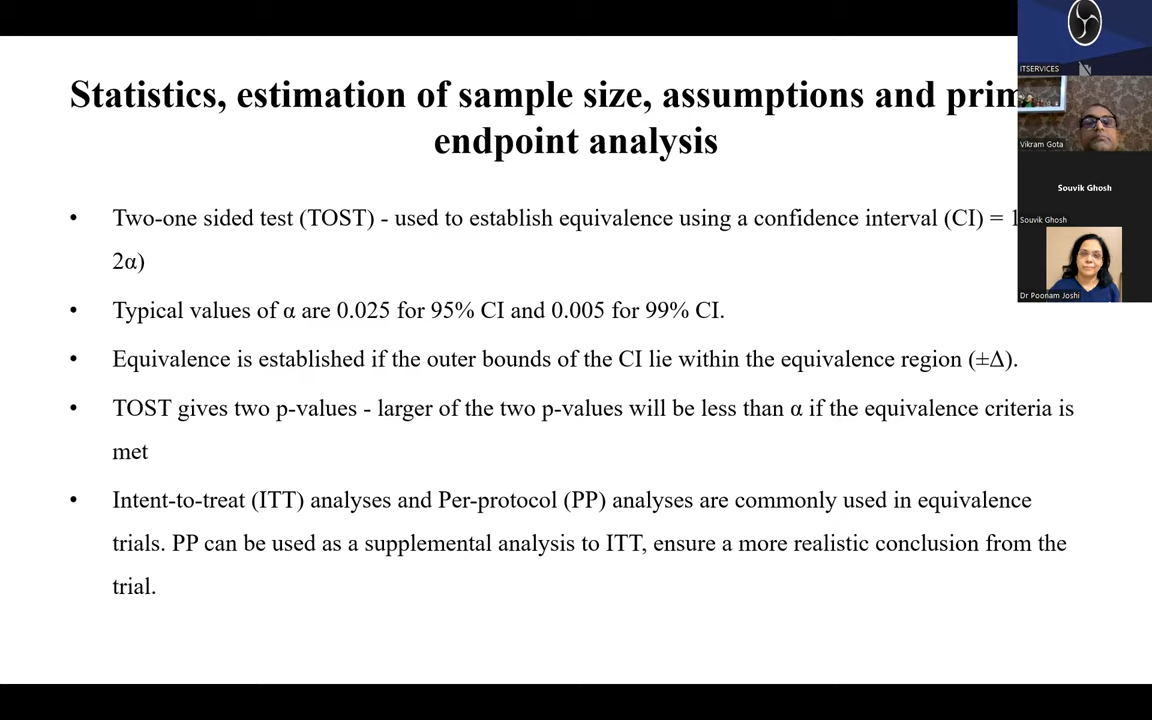 Statistics, estimation of sample size, assumptions and prim
endpoint analysis
• Two-one sided test (TOST) - used to establish equivalence using a confidence interval (CI) = 1
2α)
• Typical values of α are 0.025 for 95% CI and 0.005 for 99% CI.
• Equivalence is established if the outer bounds of the CI lie within the equivalence region (±Δ).
• TOST gives two p-values - larger of the two p-values will be less than α if the equivalence criteria is
met
• Intent-to-treat (ITT) analyses and Per-protocol (PP) analyses are commonly used in equivalence
trials. PP can be used as a supplemental analysis to ITT, ensure a more realistic conclusion from the
trial.
ITSERVICES
Vikram Gota
Souvik Ghosh
Souvik Ghosh
Dr Poonam Joshi